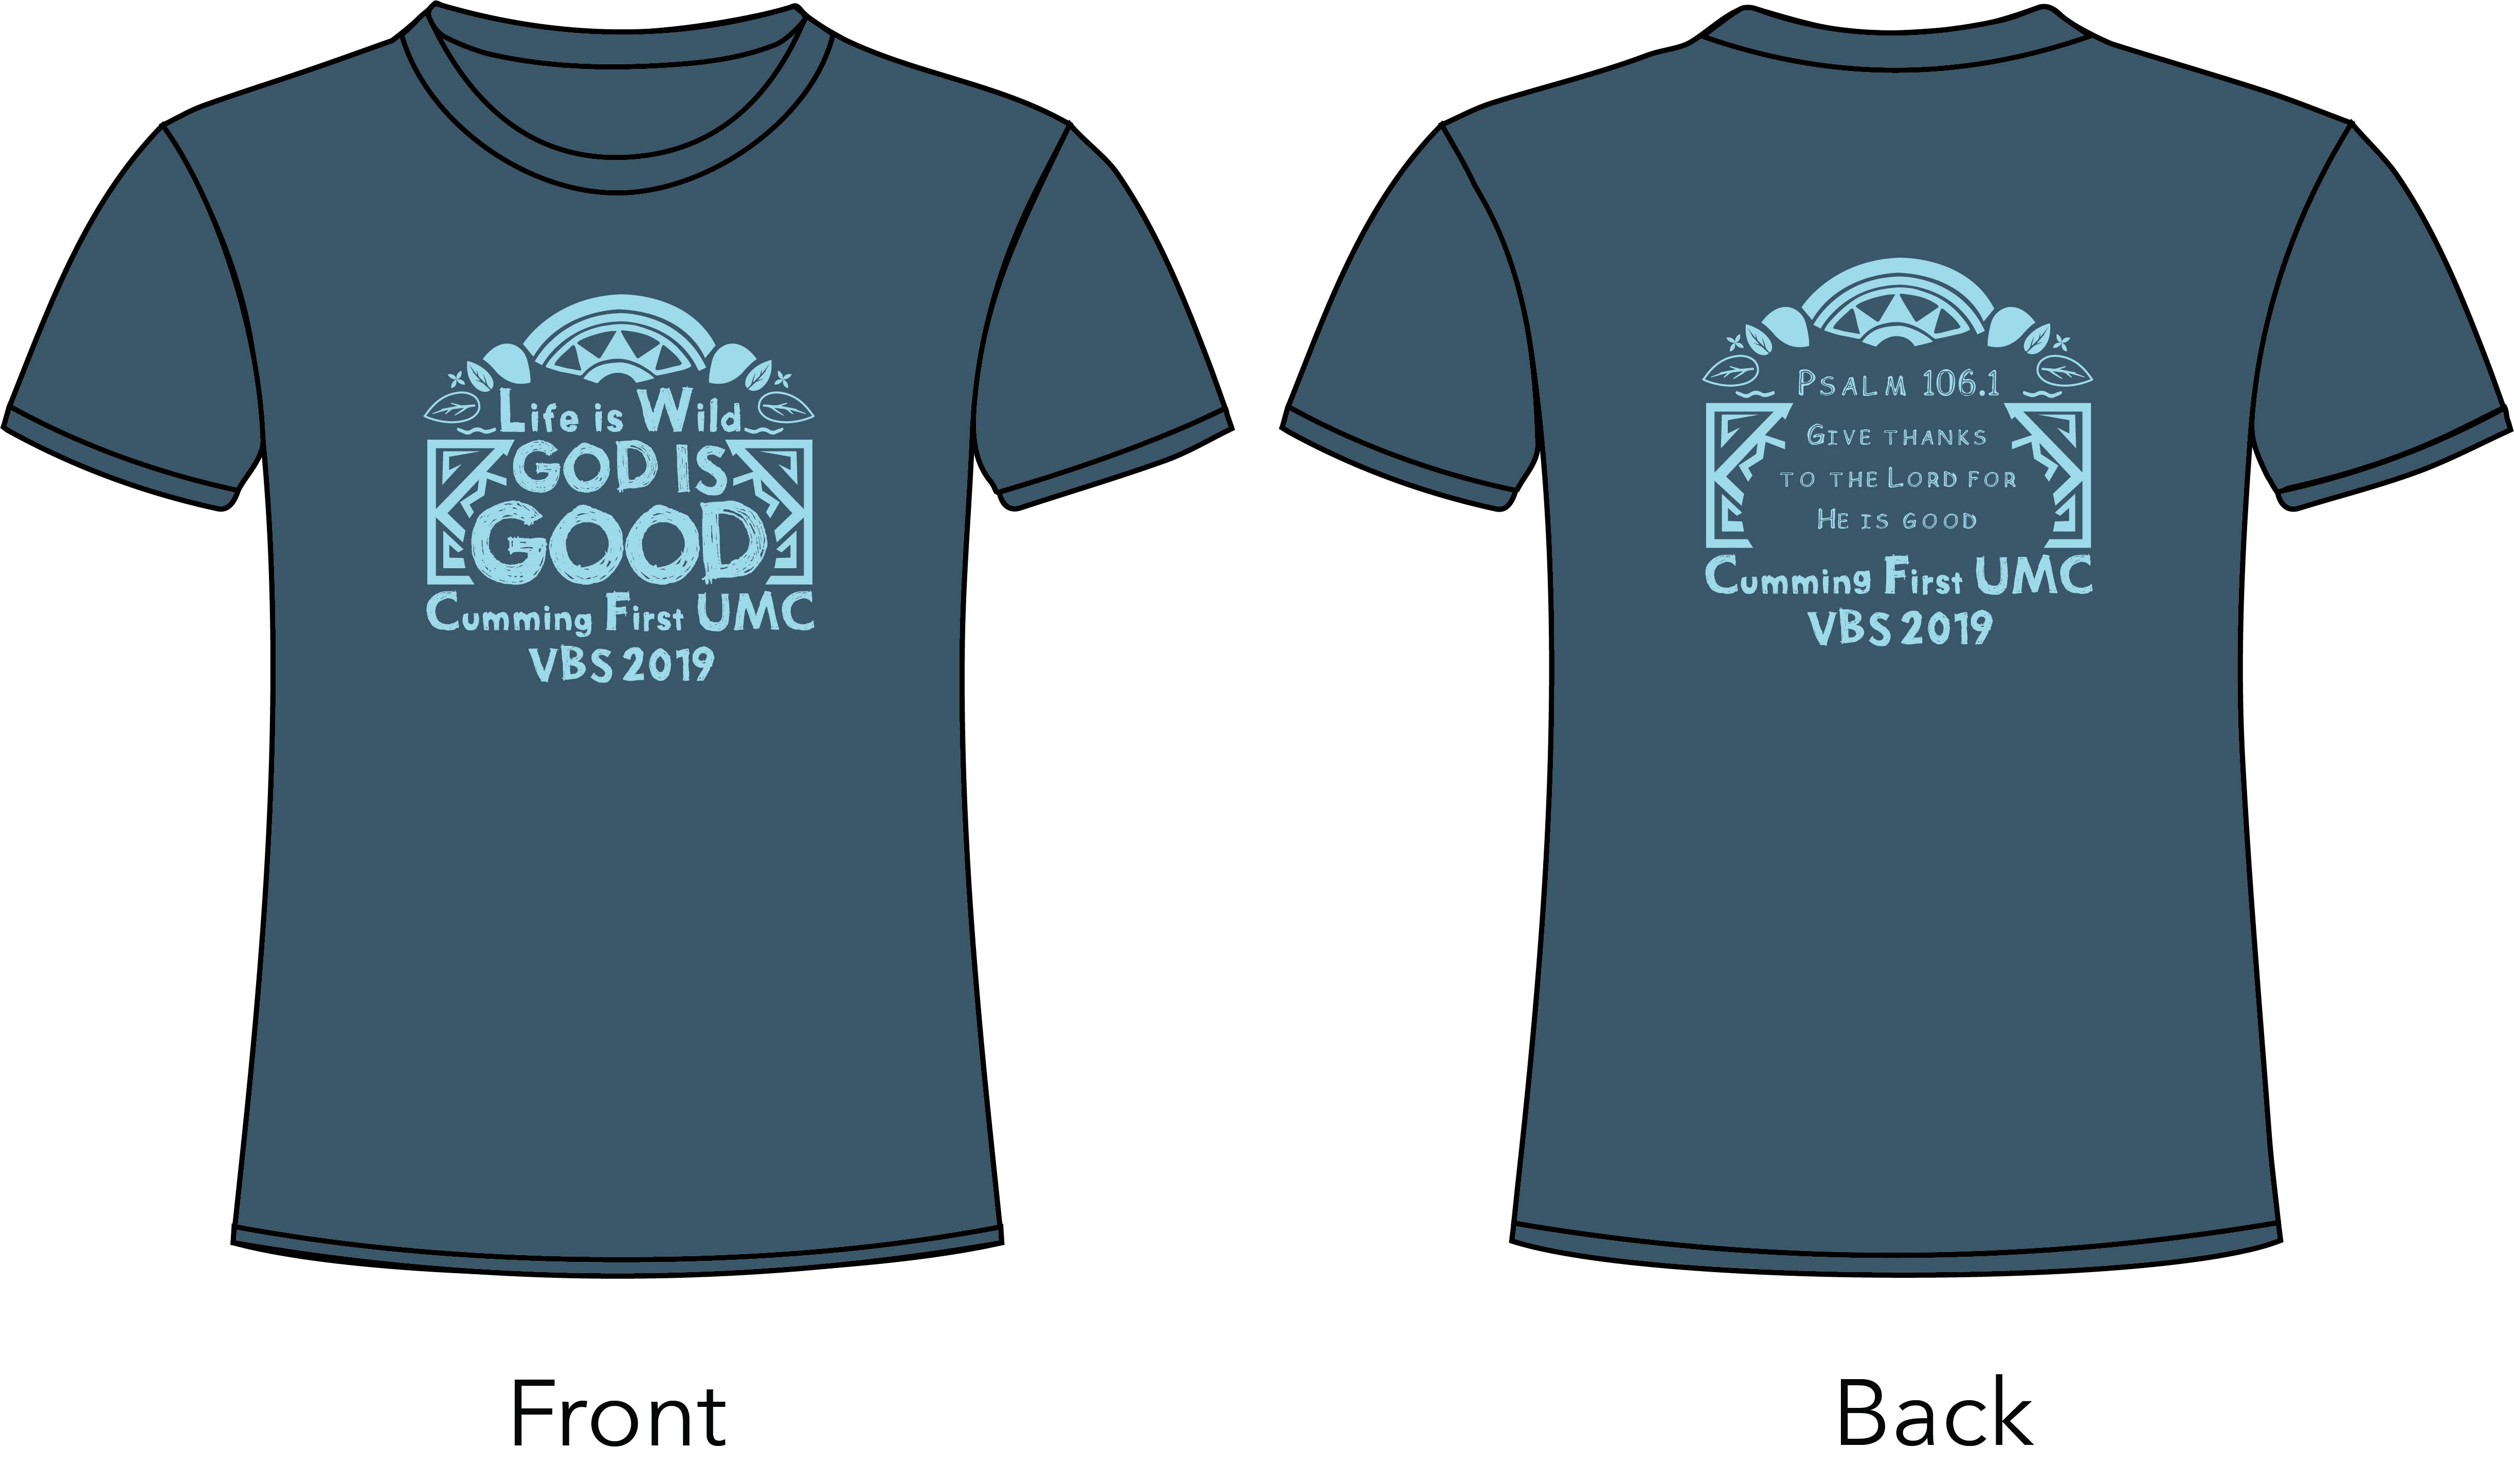 Life is Wild
GOD IS
GOOD
Cumming First UMC
VBS 2019
Psalm 106.1
Give thanks
to the Lord for
He is good
Cumming First UMC
VBS 2019
Front
Back